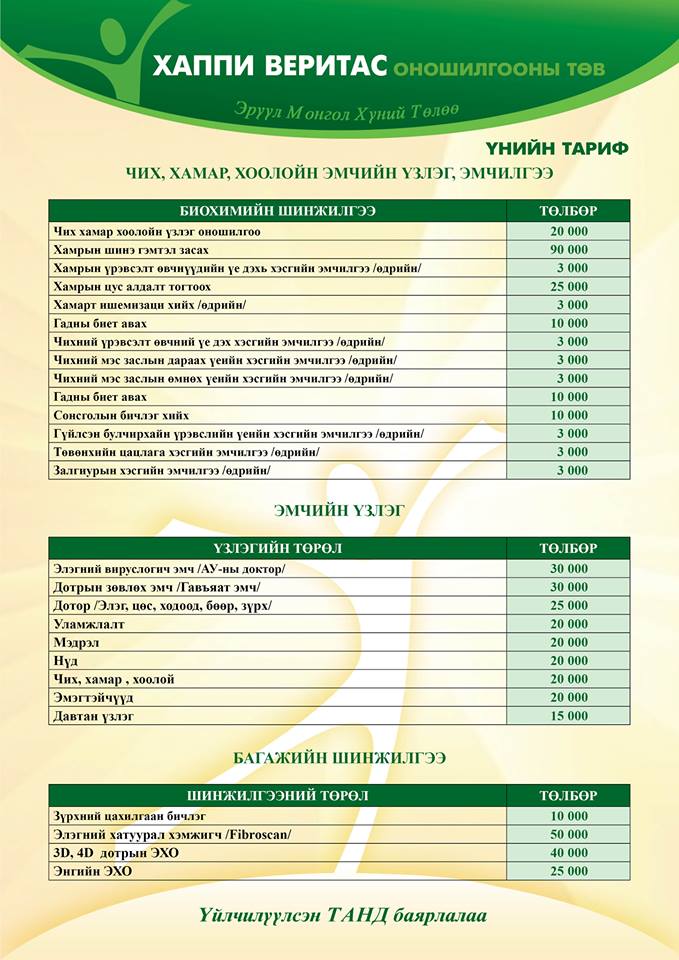 ХАППИ ВЕРИТАС ОНОШИЛГООНЫ ТӨВ
Эрүүл Монгол Хүний Төлөө
ҮНИЙН ТАРИФ
ЧИХ, ХАМАР, ХООЛОЙН ЭМЧИЙН ҮЗЛЭГ, ЭМЧИЛГЭЭ
БИОХИМИЙН ШИНЖИЛГЭЭ ТӨЛБӨР
Чих хамар хоолойн үзлэг оношилгоо 20 000
Хамрын шинэ гэмтэл засах 90 000
Хамрын үрэвсэлт өвчнүүдийн үе дэхь хэсгийн эмчилгээ /өдрийн/ 3 000
Хамрын цус алдалт тогтоох 25 000
Хамарт ишемизаци хийх /өдрийн/ 3 000
Гадны биет авах 10 000
Чихний үрэвсэлт өвчний үе дэх хэсгийн эмчилгээ /өдрийн/ 3 000
Чихний мэс заслын дараах үеийн хэсгийн эмчилгээ /өдрийн/ 3 000
Чихний мэс заслын өмнөх үеийн хэсгийн эмчилгээ /өдрийн/ 3 000
Гадны биет авах 10 000
Сонсголын бичлэг хийх 10 000
Гүйлсэн булчирхайн үрэвслийн үеийн хэсгийн эмчилгээ /өдрийн/ 3 000
Төвөнхийн цацлага хэсгийн эмчилгээ /өдрийн/ 3 000
Залгиурын хэсгийн эмчилгээ /өдрийн/ 3 000
ЭМЧИЙН ҮЗЛЭГ
ҮЗЛЭГИЙН ТӨРӨЛ ТӨЛБӨР
Элэгний вируслогич эмч /АУ-ны доктор/ 30 000
Дотрын зөвлөх эмч /Гавъяат эмч/ 30 000
Дотор /Элэг, цөс, ходоод, бөөр, зүрх/ 25 000
Уламжлалт 20 000
Мэдрэл 20 000
Нүд 20 000
Чих, хамар , хоолой 20 000
Эмэгтэйчүүд 20 000
Давтан үзлэг 15 000
БАГАЖИЙН ШИНЖИЛГЭЭ
ШИНЖИЛГЭЭНИЙ ТӨРӨЛ ТӨЛБӨР
Зүрхний цахилгаан бичлэг 10 000
Элэгний хатуурал хэмжигч /Fibroscan/ 50 000
3D, 4D дотрын ЭХО 40 000
Энгийн ЭХО 25 000
Үйлчилүүлсэн ТАНД баярлалаа